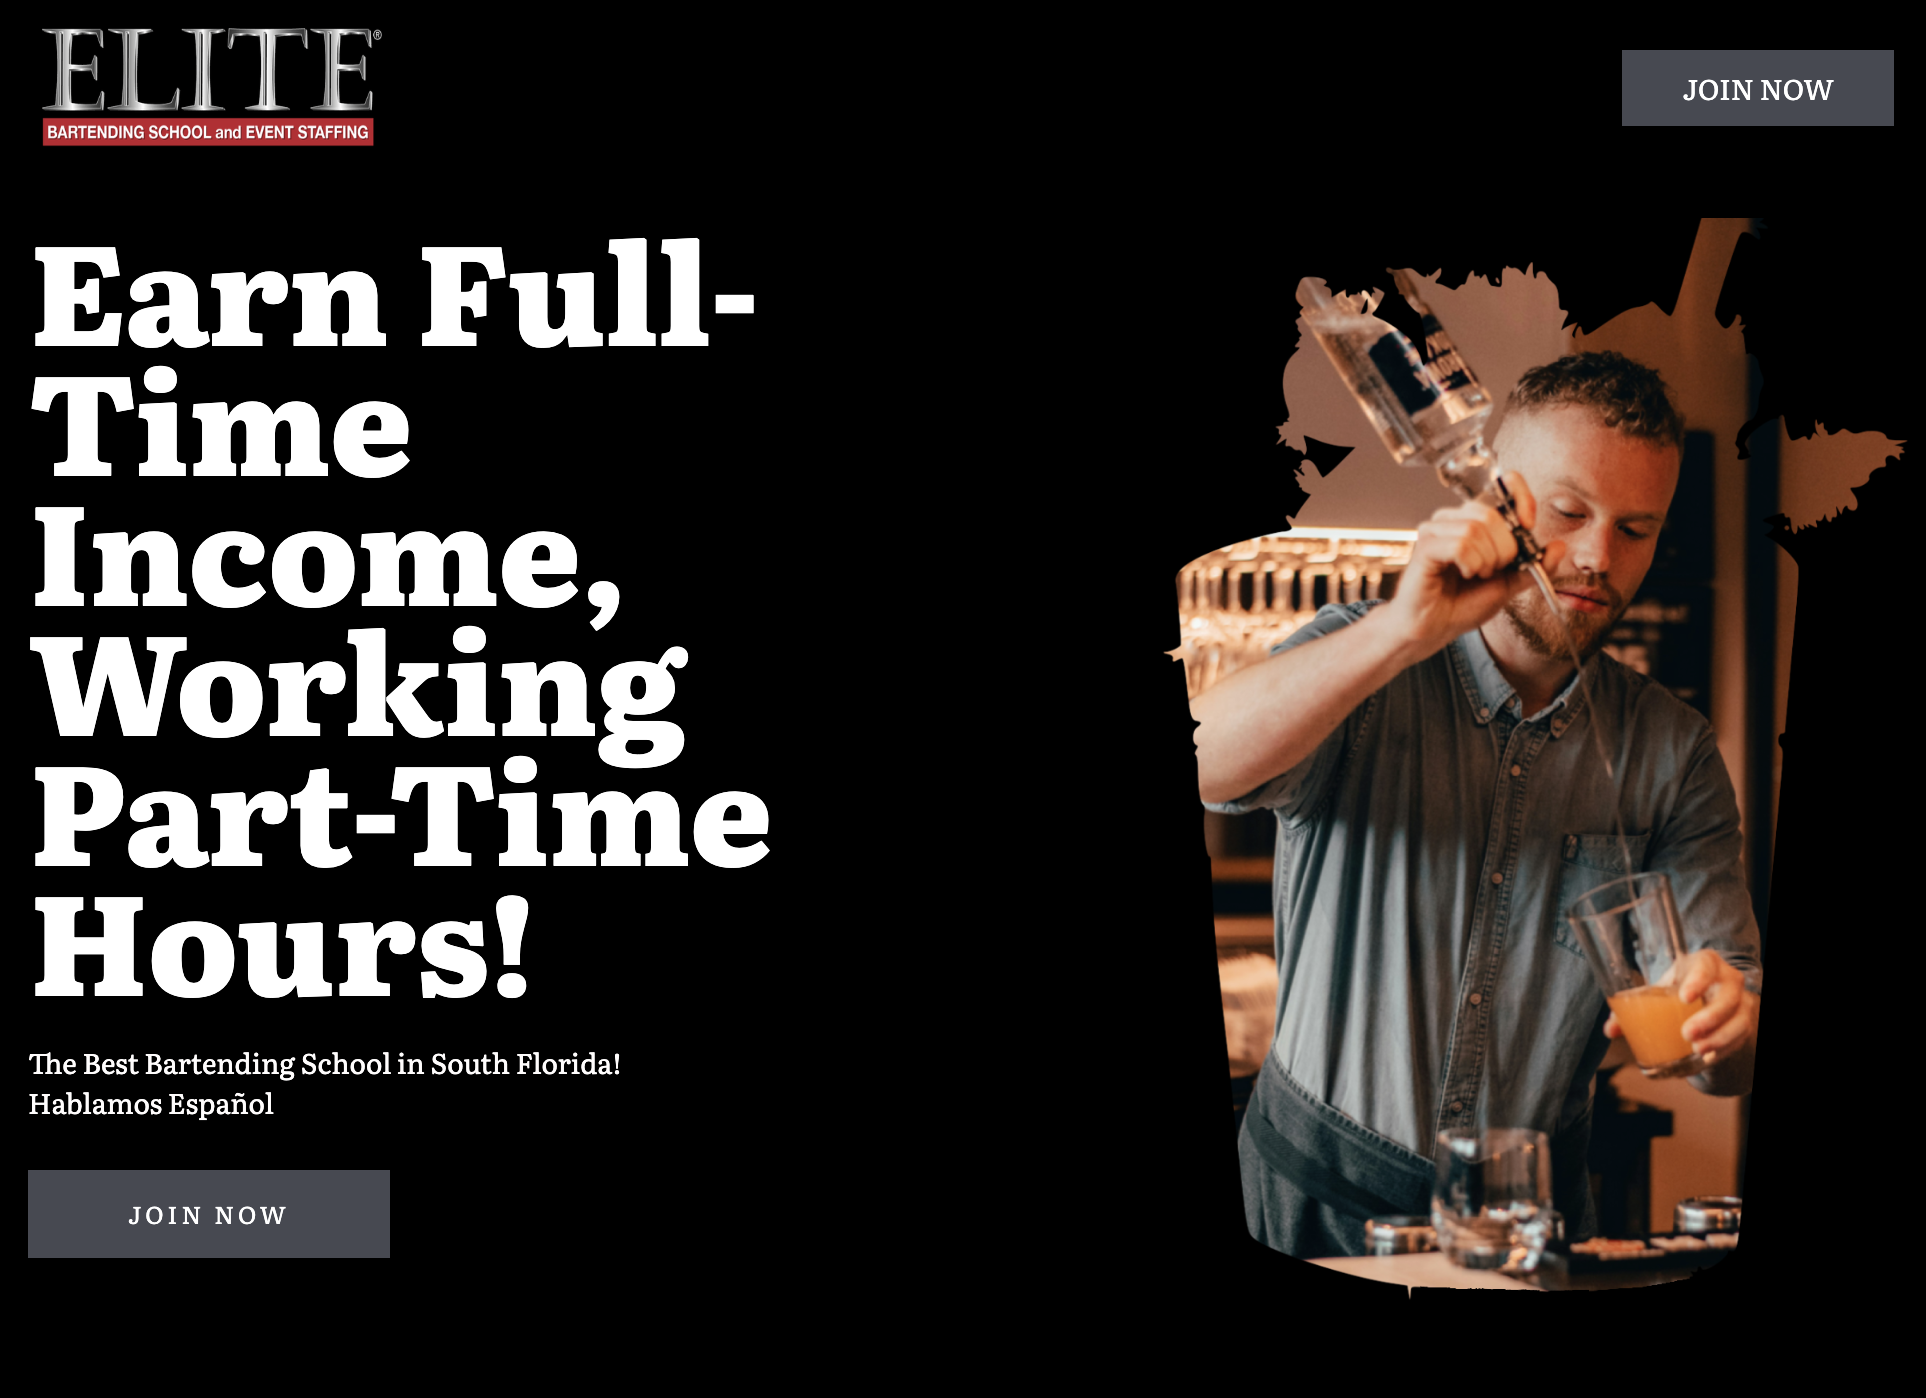 ELITE®
BARTENDING SCHOOL and EVENT STAFFING
JOIN NOW
Earn Full-
Time
Income,
Working
Part-Time
Hours!
The Best Bartending School in South Florida!
Hablamos Español
JOIN NOW